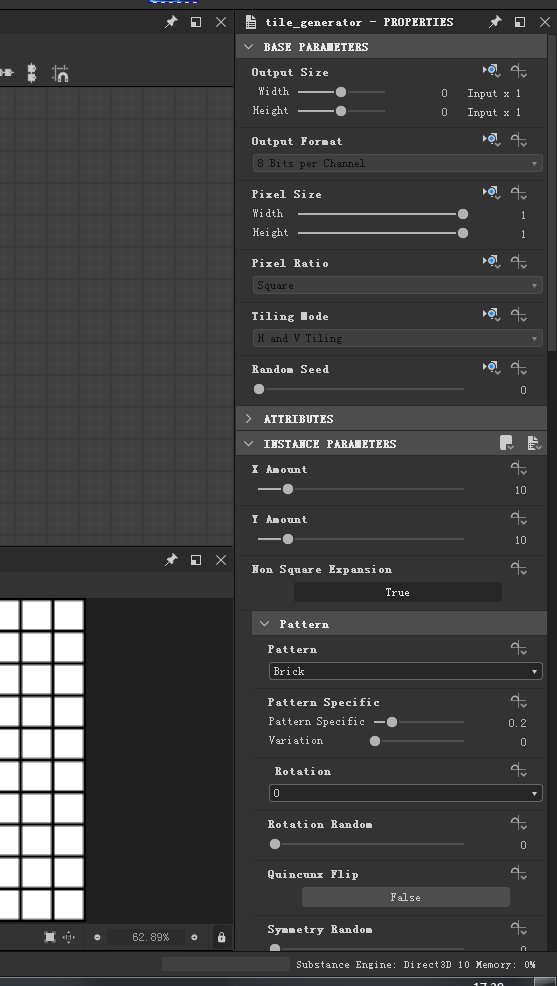 tile_generator - PROPERTIES
BASE PARAMETERS
Output Size
Width 0 Input x 1
Height 0 Input x 1
Output Format
8 Bits per Channel
Pixel Size
Width 1
Height 1
Pixel Ratio
Square
Tiling Mode
H and V Tiling
Random Seed
0
ATTRIBUTES
INSTANCE PARAMETERS
X Amount
10
Y Amount
10
Non Square Expansion
True
Pattern
Pattern
Brick
Pattern Specific
Pattern Specific 0.2
Variation 0
Rotation
0
Rotation Random
0
Quincunx Flip
False
Symmetry Random
0
62.89%
Substance Engine: Direct3D 10 Memory: 0%